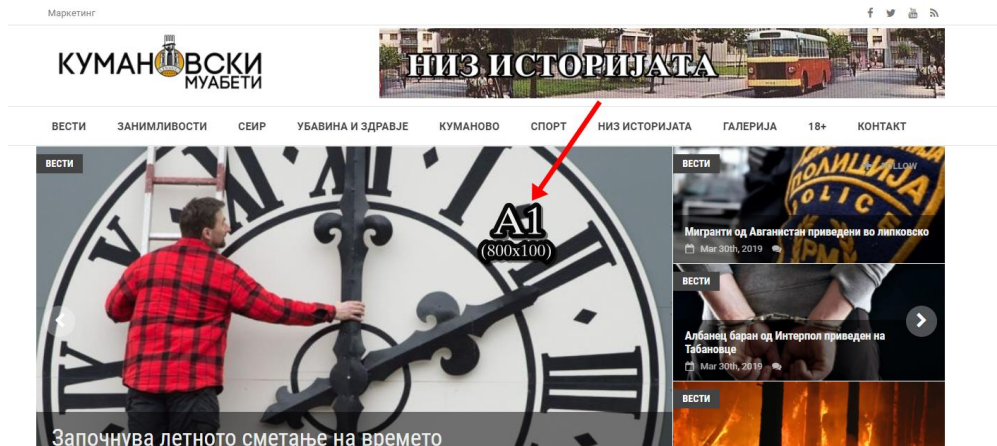 Маркетинг
КУМАНОВСКИ
МУАБЕТИ
НИЗ ИСТОРИЈАТА
ВЕСТИ ЗАНИМЛИВОСТИ СЕИР УБАВИНА И ЗДРАВЈЕ КУМАНОВО СПОРТ НИЗ ИСТОРИЈАТА ГАЛЕРИЈА 18+ КОНТАКТ
ВЕСТИ
A1
(800x100)
Започнува летното сметање на времето
ВЕСТИ
ПОЛИЦИЈА
POLIC
Мигранти од Авганистан приведени во липковско
Mar 30th, 2019
ВЕСТИ
Албанец баран од Интерпол приведен на
Табановце
Mar 30th, 2019
ВЕСТИ